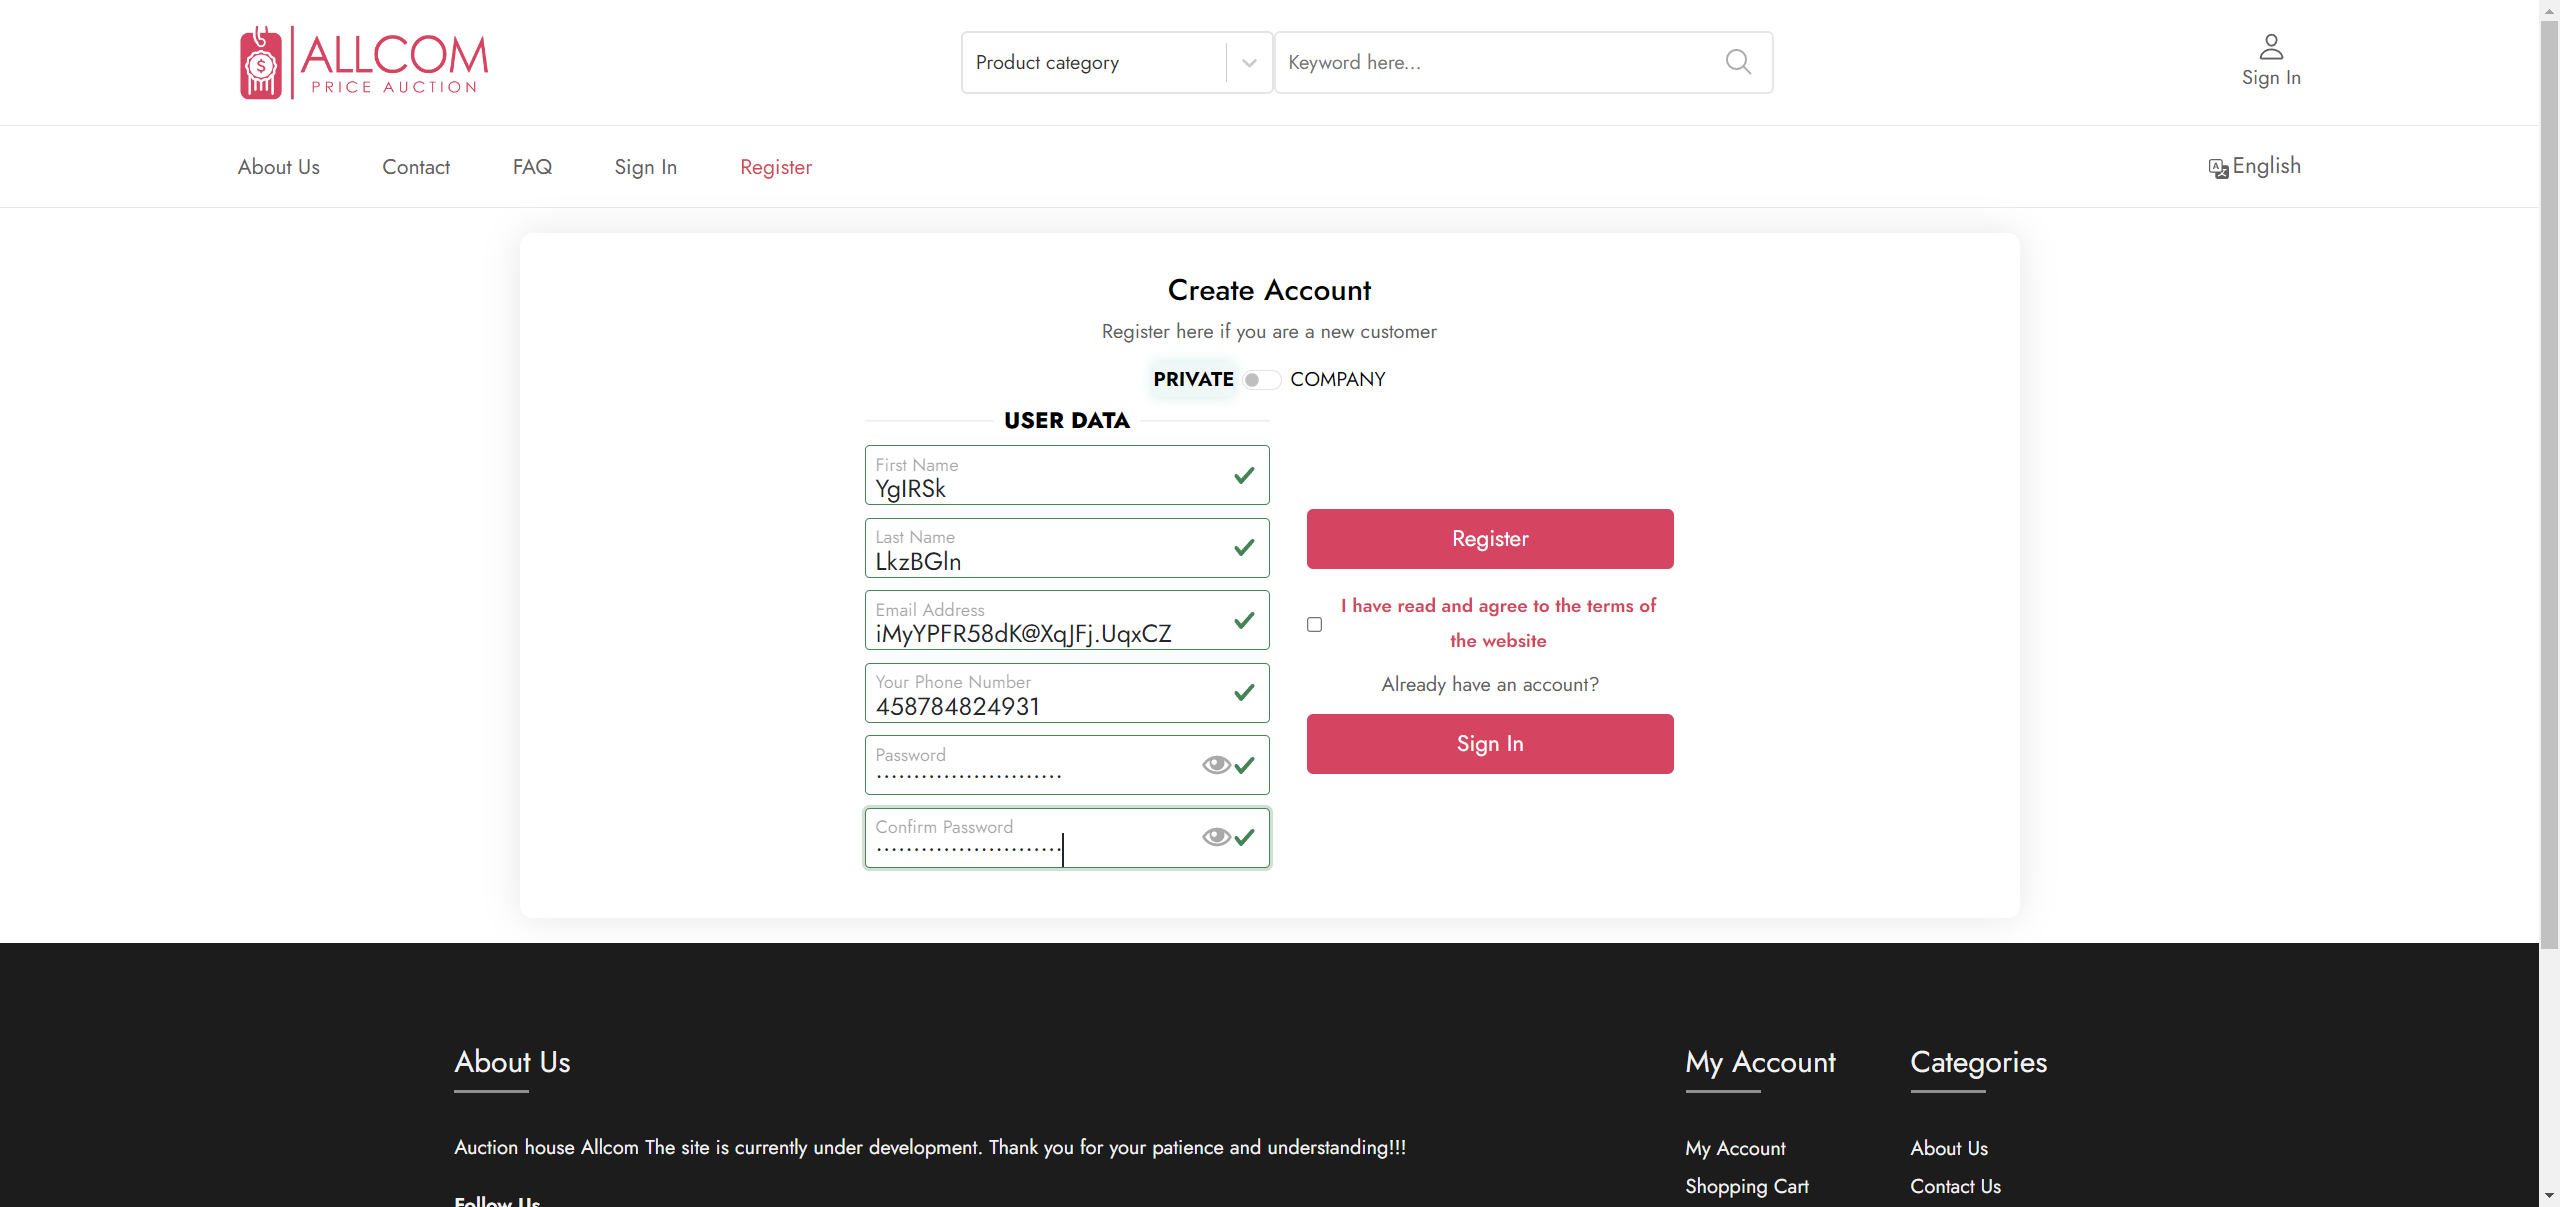 ALLCOM
PRICE AUCTION
Product category
Keyword here...
Sign In
About Us
Contact
FAQ
Sign In
Register
English
Create Account
Register here if you are a new customer
PRIVATE
COMPANY
USER DATA
First Name
YgIRSk
Last Name
LkzBGln
Email Address
iMyYPFR58dK@XqJFj.UqxCZ
Your Phone Number
458784824931
Password
Confirm Password
Register
I have read and agree to the terms of
the website
Already have an account?
Sign In
About Us
Auction house Allcom The site is currently under development. Thank you for your patience and understanding!!!
Follow Us
My Account
My Account
Shopping Cart
Categories
About Us
Contact Us